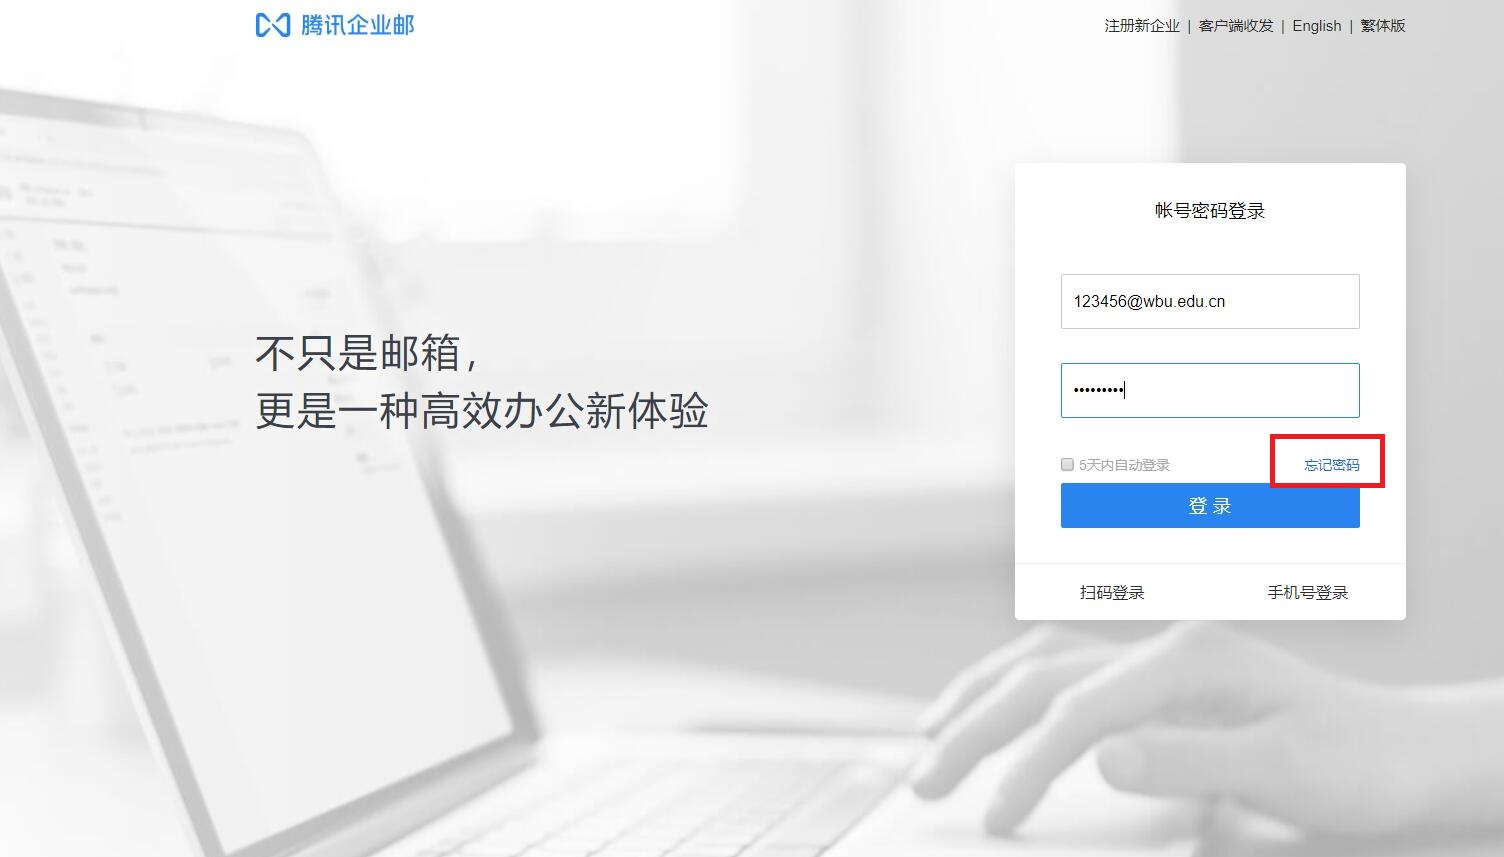 腾讯企业邮
注册新企业 | 客户端收发 | English | 繁体版
不只是邮箱，
更是一种高效办公新体验
帐号密码登录
123456@wbu.edu.cn
•••••••••
5天内自动登录 忘记密码
登 录
扫码登录 手机号登录